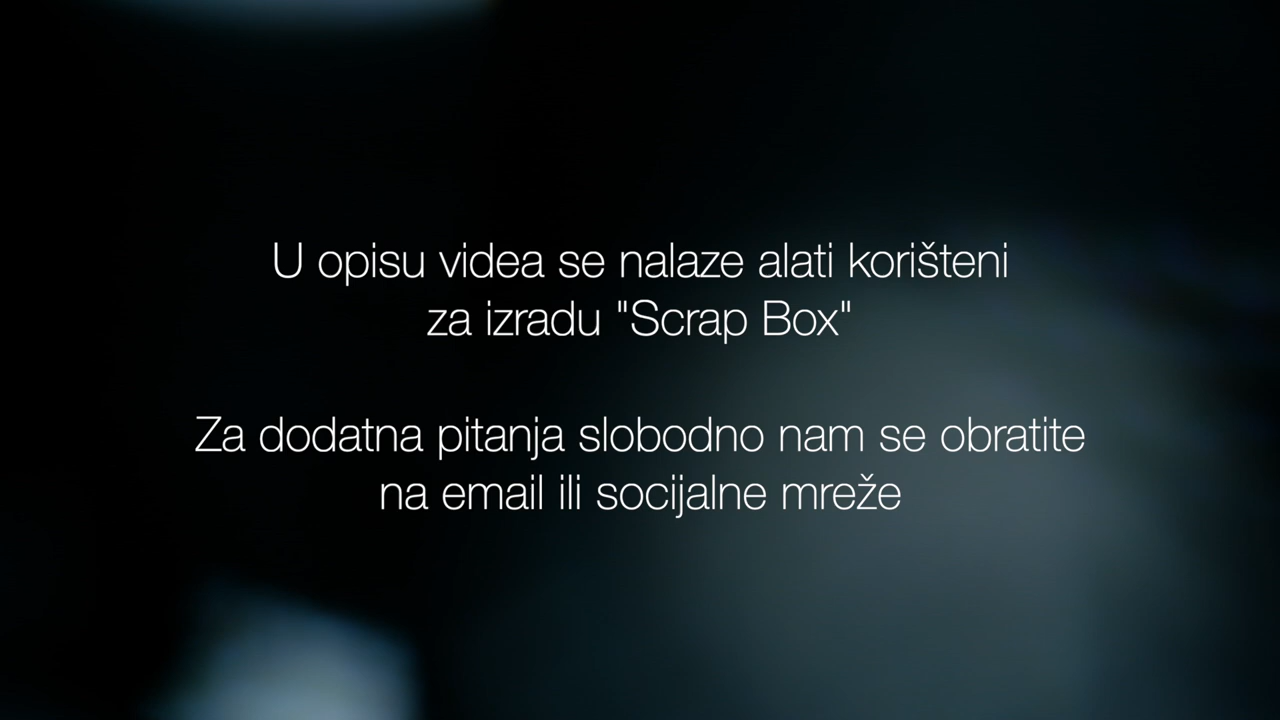 U opisu videa se nalaze alati korišteni
za izradu "Scrap Box"
Za dodatna pitanja slobodno nam se obratite
na email ili socijalne mreže